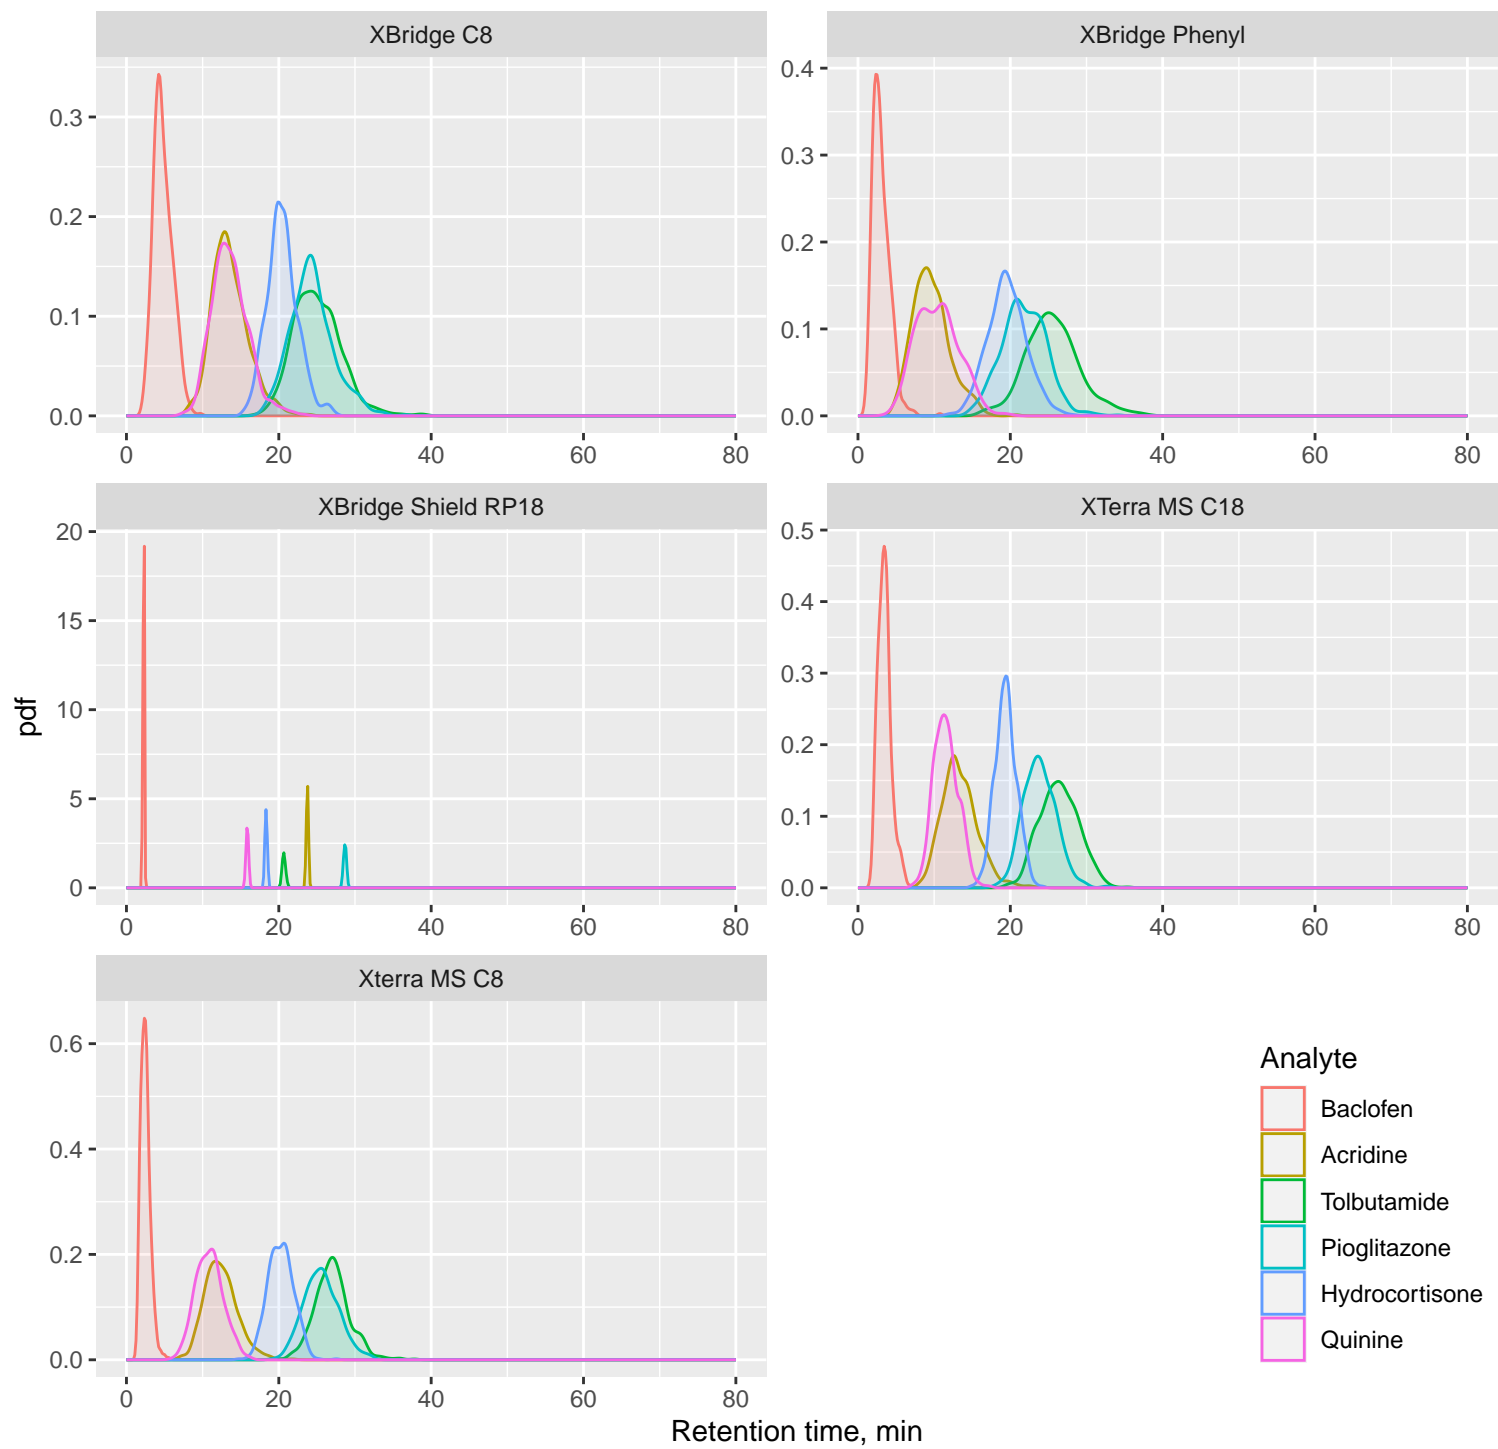 XBridge C8
XBridge Phenyl
0.3
0.2
0.1
0.0
0 20 40 60 80
0.4
0.3
0.2
0.1
0.0
0 20 40 60 80
XBridge Shield RP18
XTerra MS C18
20
15
10
5
0
0 20 40 60 80
0.5
0.4
0.3
0.2
0.1
0.0
0 20 40 60 80
pdf
Xterra MS C8
0.6
0.4
0.2
0.0
0 20 40 60 80
Analyte
Baclofen
Acridine
Tolbutamide
Pioglitazone
Hydrocortisone
Quinine
Retention time, min